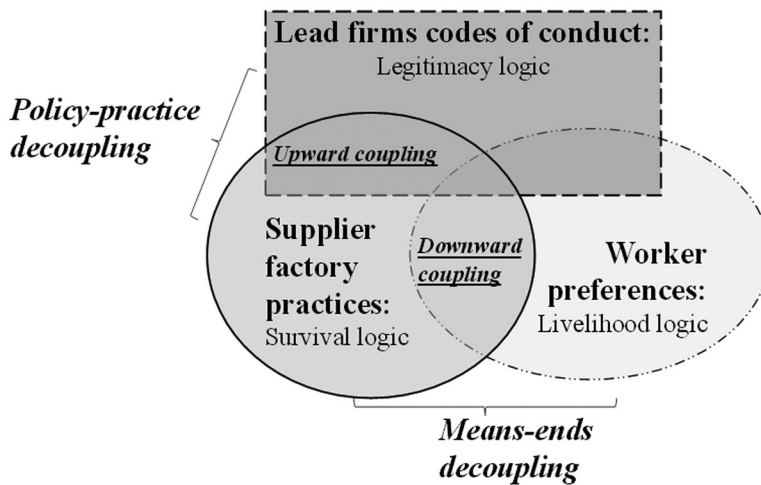 Lead firms codes of conduct:
Legitimacy logic
Policy-practice
decoupling
Upward coupling
Supplier
factory
practices:
Survival logic
Downward
coupling
Worker
preferences:
Livelihood logic
Means-ends
decoupling